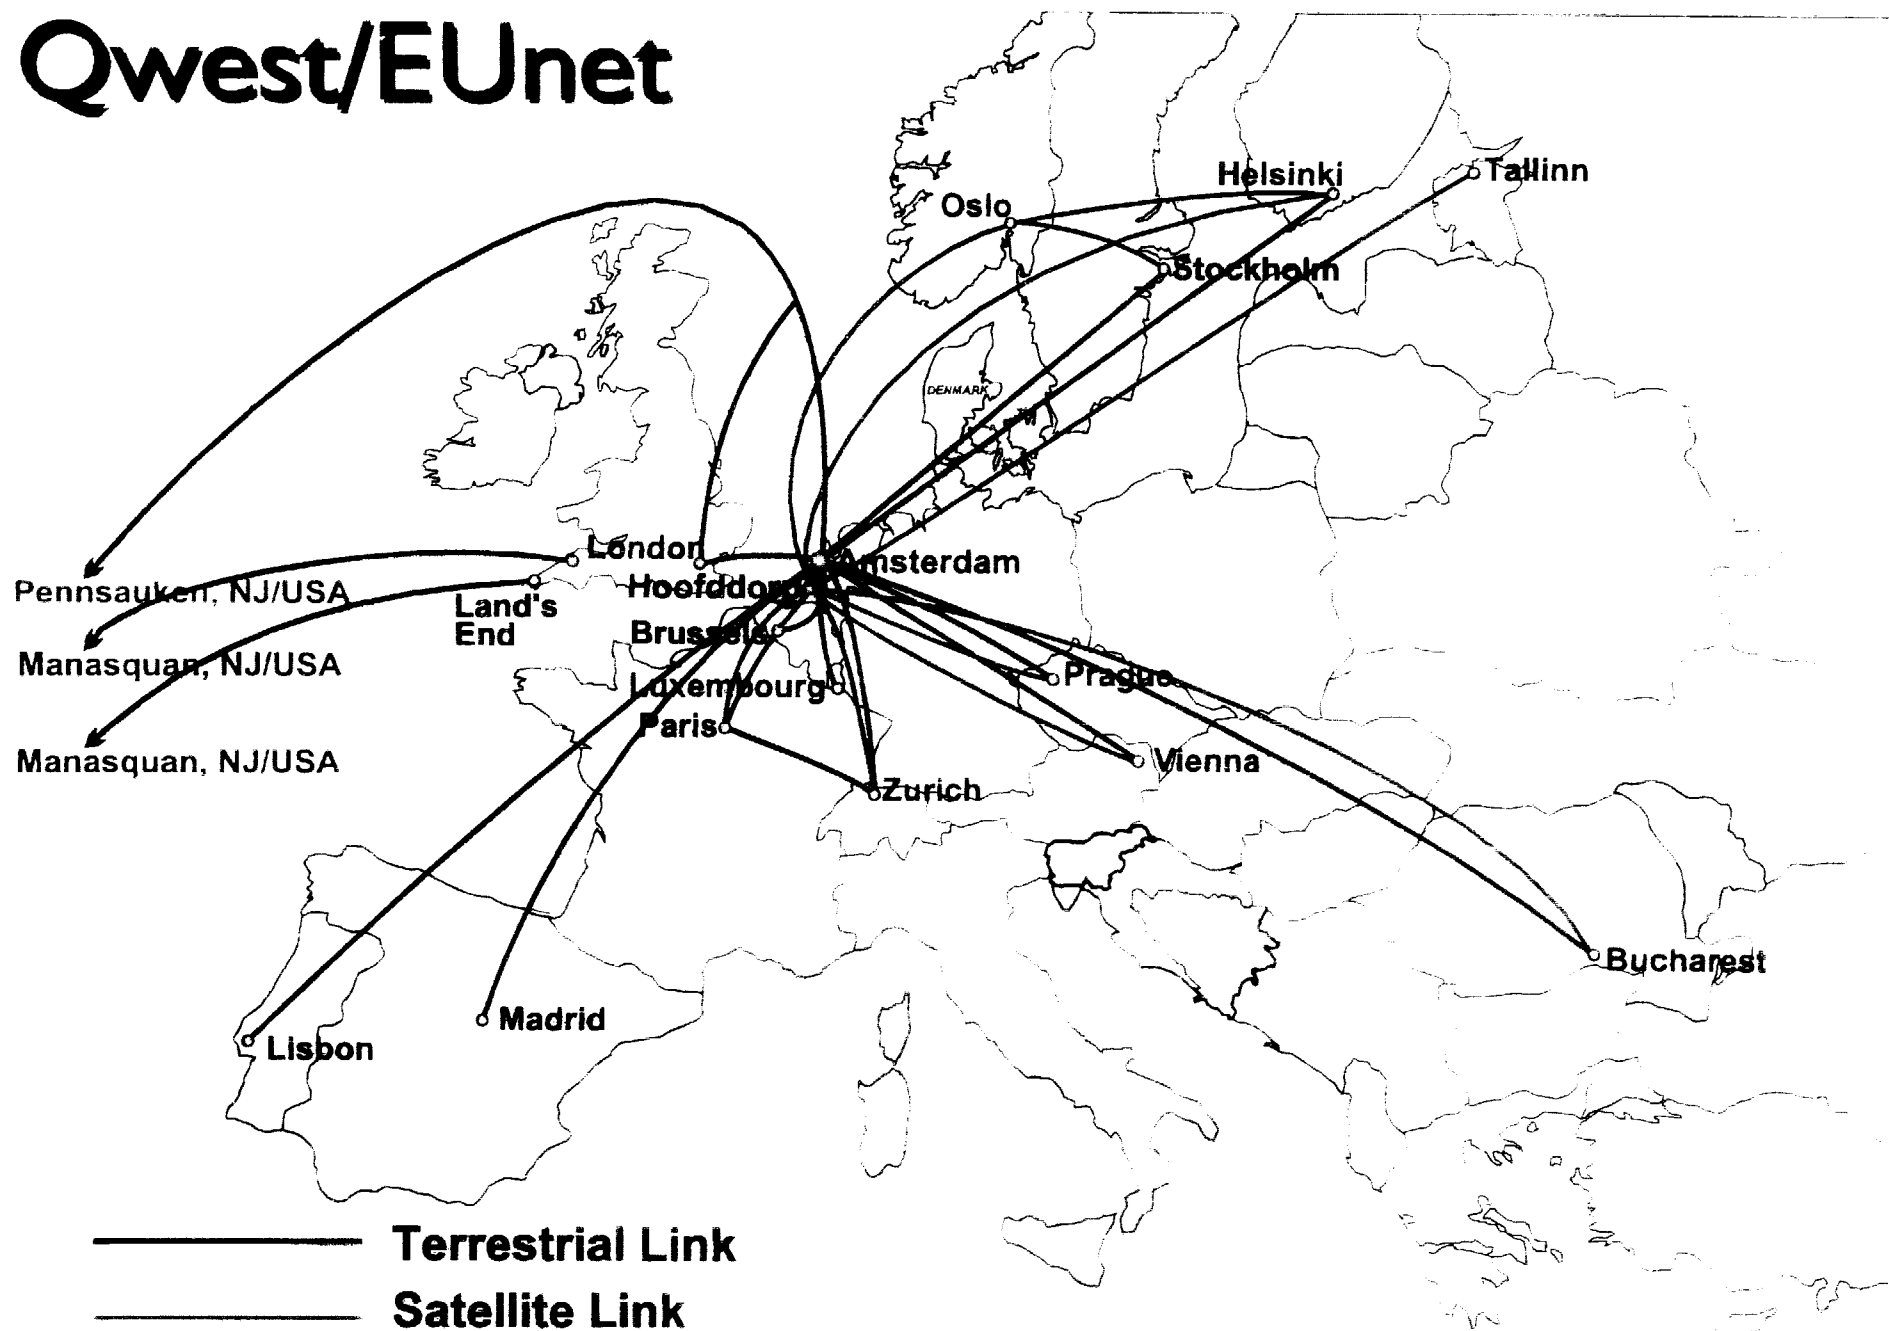 Qwest/EUnet
Helsinki
Tallinn
Oslo
Stockholm
DENMARK
London
Amsterdam
Pennsauken, NJ/USA
Hoofddorp
Land's
End
Brussels
Manasquan, NJ/USA
Prague
Luxembourg
Paris
Manasquan, NJ/USA
Vienna
Zurich
Bucharest
Madrid
Lisbon
Terrestrial Link
Satellite Link